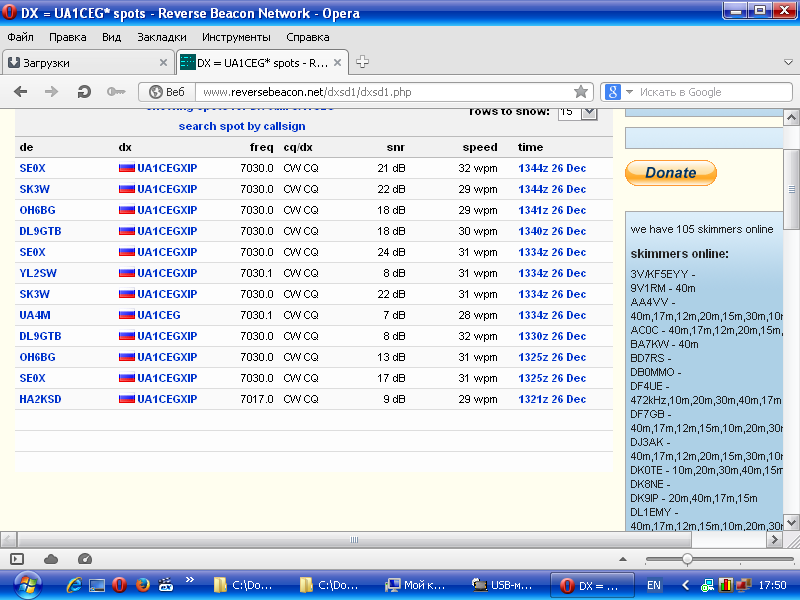 DX = UA1CEG* spots - Reverse Beacon Network - Opera
Файл Правка Вид Закладки Инструменты Справка
Загрузки DX = UA1CEG* spots - R...
Веб www.reversebeacon.net/dxsd1/dxsd1.php Искать в Google
rows to show: 15
search spot by callsign
de dx freq cq/dx snr speed time
SE0X UA1CEGXIP 7030.0 CW CQ 21 dB 32 wpm 1344z 26 Dec
SK3W UA1CEGXIP 7030.0 CW CQ 22 dB 29 wpm 1344z 26 Dec
OH6BG UA1CEGXIP 7030.0 CW CQ 18 dB 29 wpm 1341z 26 Dec
DL9GTB UA1CEGXIP 7030.0 CW CQ 18 dB 30 wpm 1340z 26 Dec
SE0X UA1CEGXIP 7030.0 CW CQ 24 dB 31 wpm 1334z 26 Dec
YL2SW UA1CEGXIP 7030.1 CW CQ 8 dB 31 wpm 1334z 26 Dec
SK3W UA1CEGXIP 7030.0 CW CQ 22 dB 31 wpm 1334z 26 Dec
UA4M UA1CEG 7030.1 CW CQ 7 dB 28 wpm 1334z 26 Dec
DL9GTB UA1CEGXIP 7030.0 CW CQ 8 dB 32 wpm 1330z 26 Dec
OH6BG UA1CEGXIP 7030.0 CW CQ 13 dB 31 wpm 1325z 26 Dec
SE0X UA1CEGXIP 7030.0 CW CQ 17 dB 31 wpm 1325z 26 Dec
HA2KSD UA1CEGXIP 7017.0 CW CQ 9 dB 29 wpm 1321z 26 Dec
Donate
we have 105 skimmers online
skimmers online:
3V/KF5EYY -
9V1RM - 40m
AA4VV -
40m,17m,12m,20m,15m,30m,10m
AC0C - 40m,17m,12m,20m,15m,
BA7KW - 40m
BD7RS -
DB0MMO -
DF4UE -
472kHz,10m,20m,30m,40m,17m
DF7GB -
40m,17m,12m,15m,10m,20m,30m
DJ3AK -
40m,17m,12m,20m,15m,30m,10m
DK0TE - 10m,20m,30m,40m,15m
DK8NE -
DK9IP - 20m,40m,17m,15m
DL1EMY -
40m,17m,12m,15m,10m,20m,30m
C:\До... C:\До... Мой к... USB-м... DX = ... EN 17:50